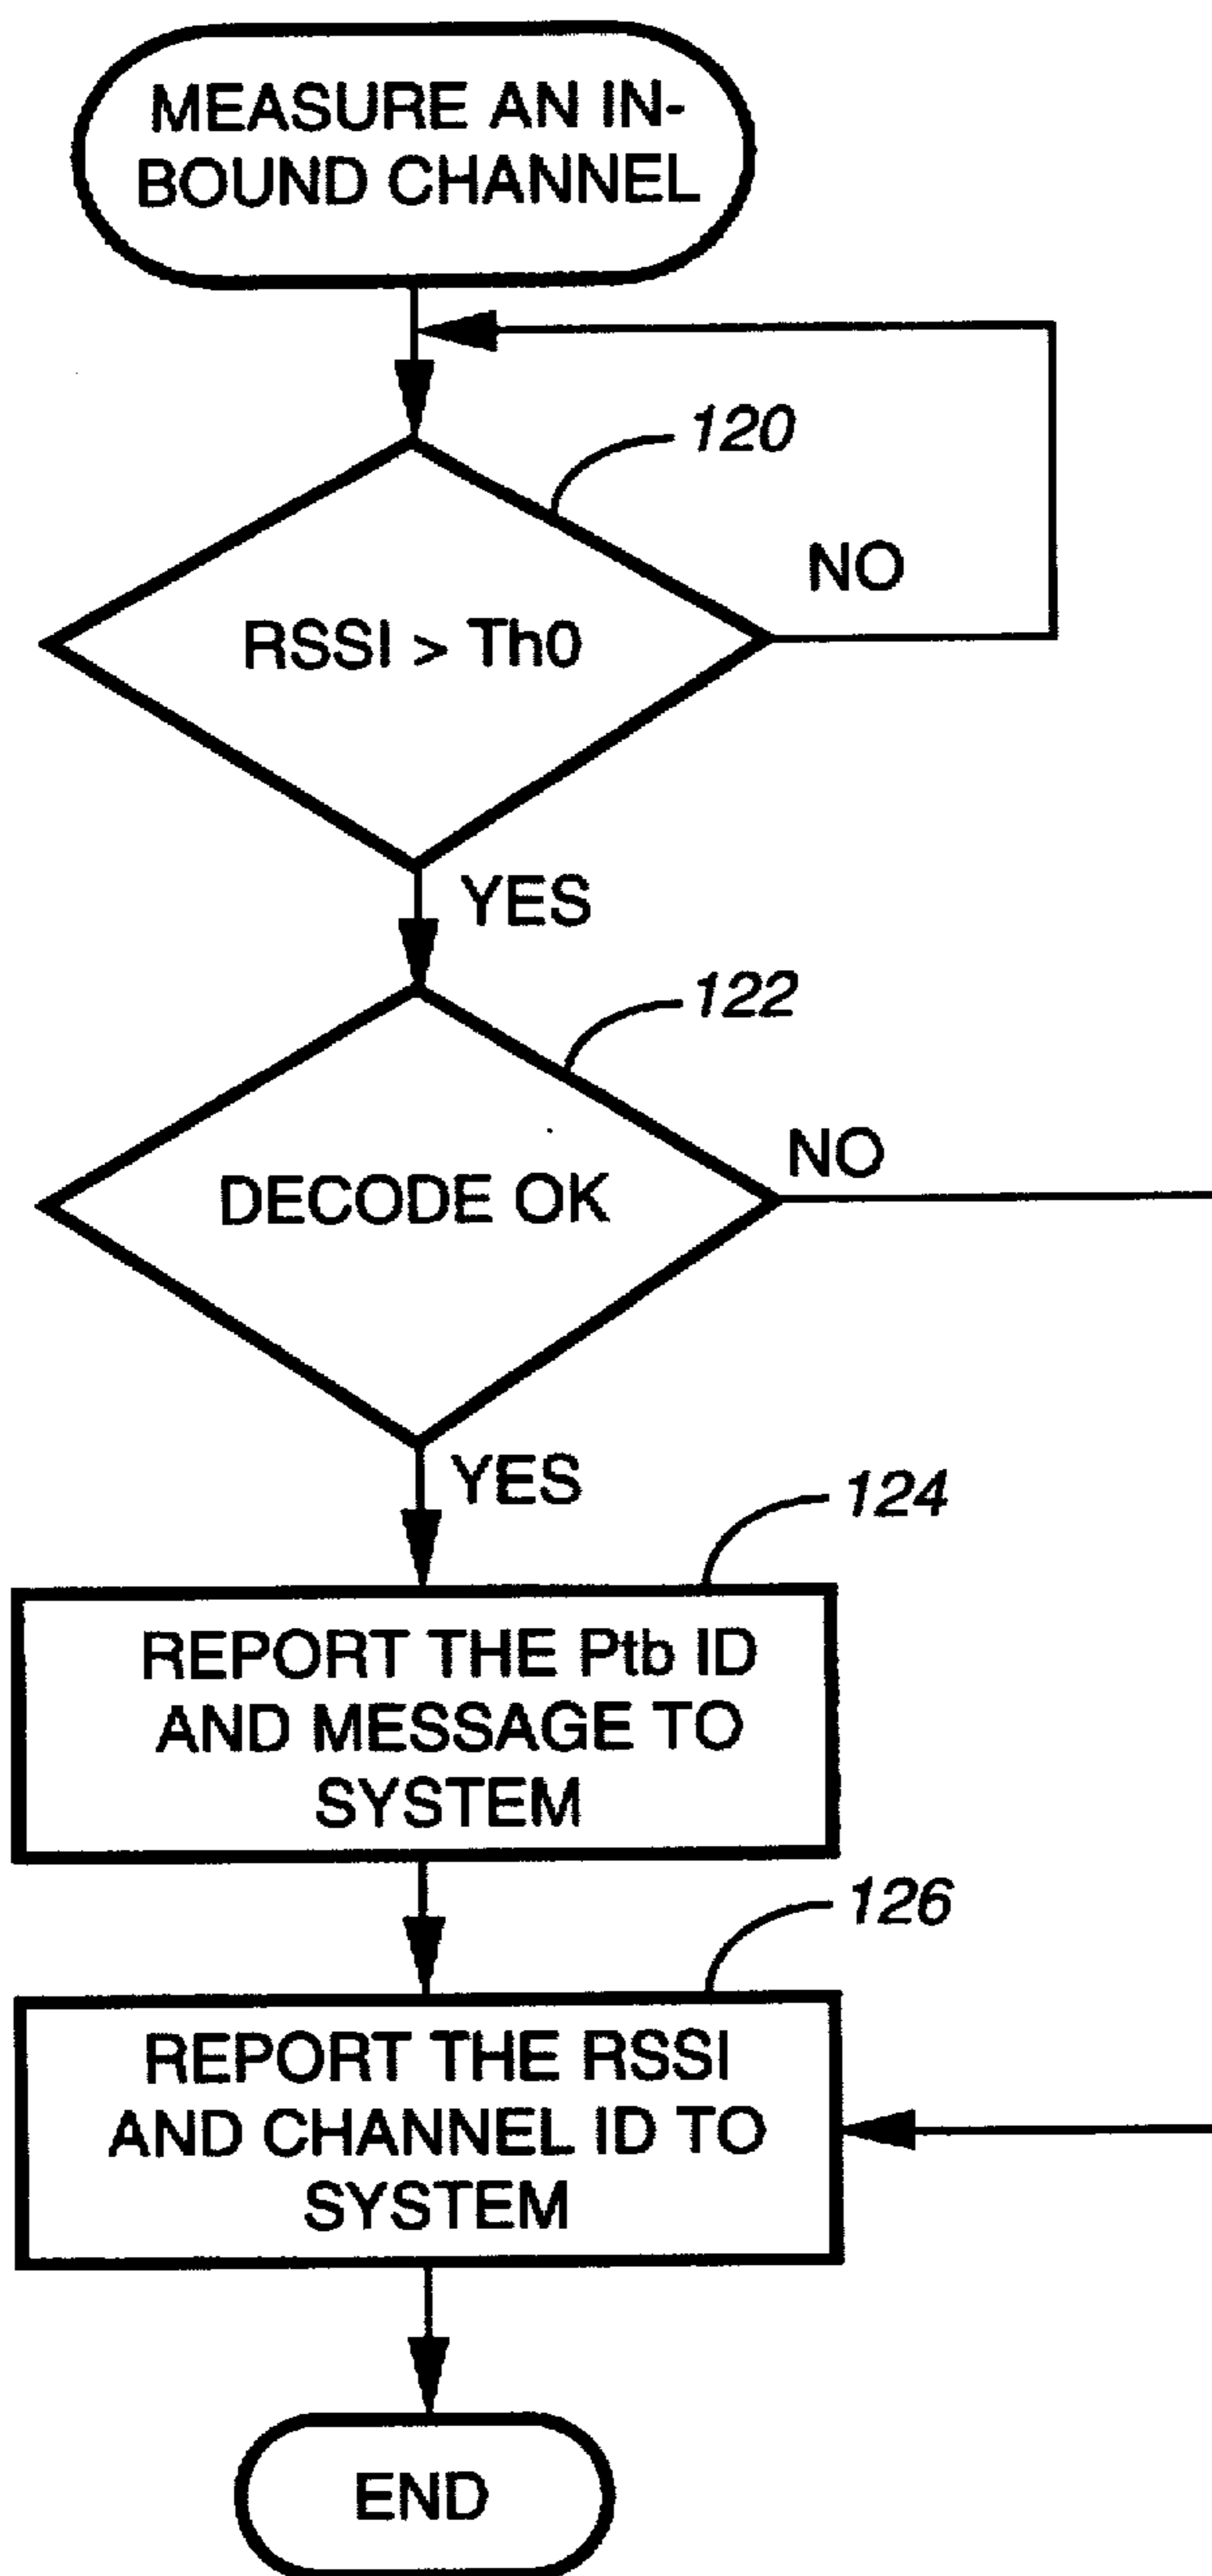 MEASURE AN IN-
BOUND CHANNEL
120
NO
RSSI > Th0
YES
122
NO
DECODE OK
YES
124
REPORT THE Ptb ID
AND MESSAGE TO
SYSTEM
126
REPORT THE RSSI
AND CHANNEL ID TO
SYSTEM
END